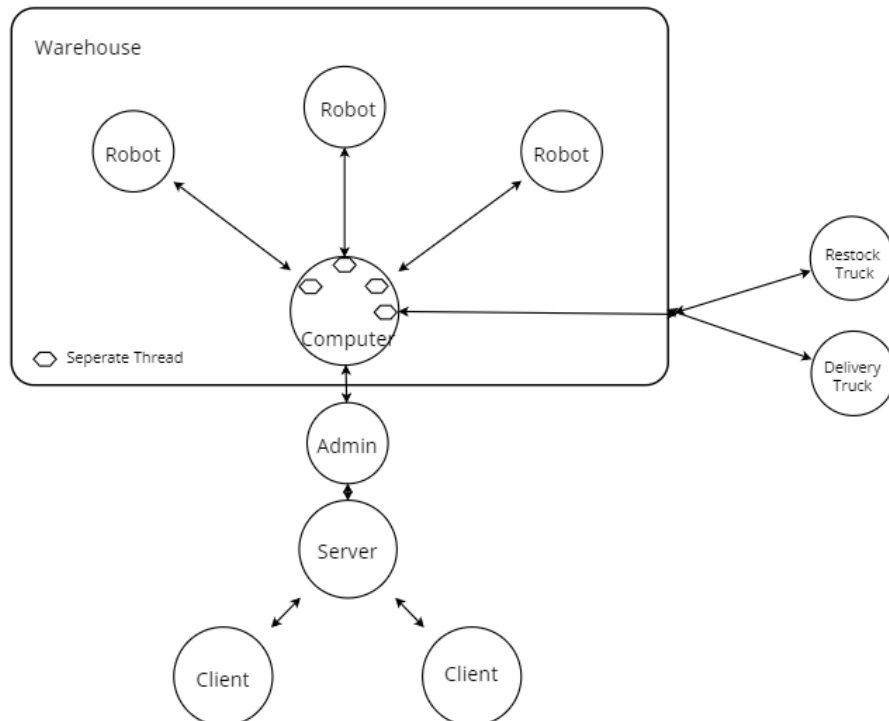 Warehouse
Robot
Robot
Robot
Restock
Truck
Computer
Seperate Thread
Delivery
Truck
Admin
Server
Client
Client